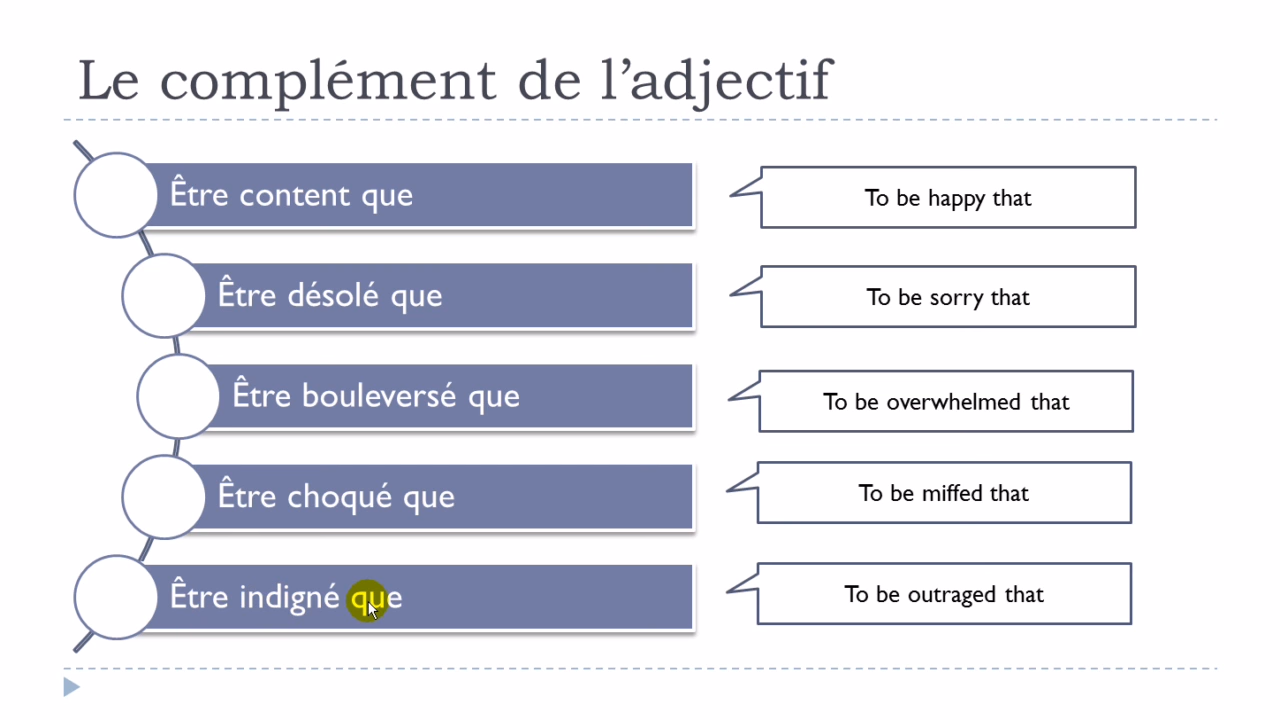 Le complément de l’adjectif
Être content que
To be happy that
Être désolé que
To be sorry that
Être bouleversé que
To be overwhelmed that
Être choqué que
To be miffed that
Être indigné que
To be outraged that